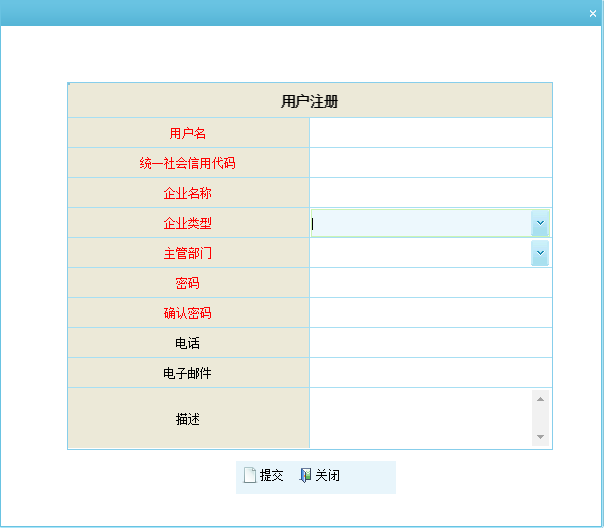 用户注册
用户名
统一社会信用代码
企业名称
企业类型
主管部门
密码
确认密码
电话
电子邮件
描述
提交 关闭